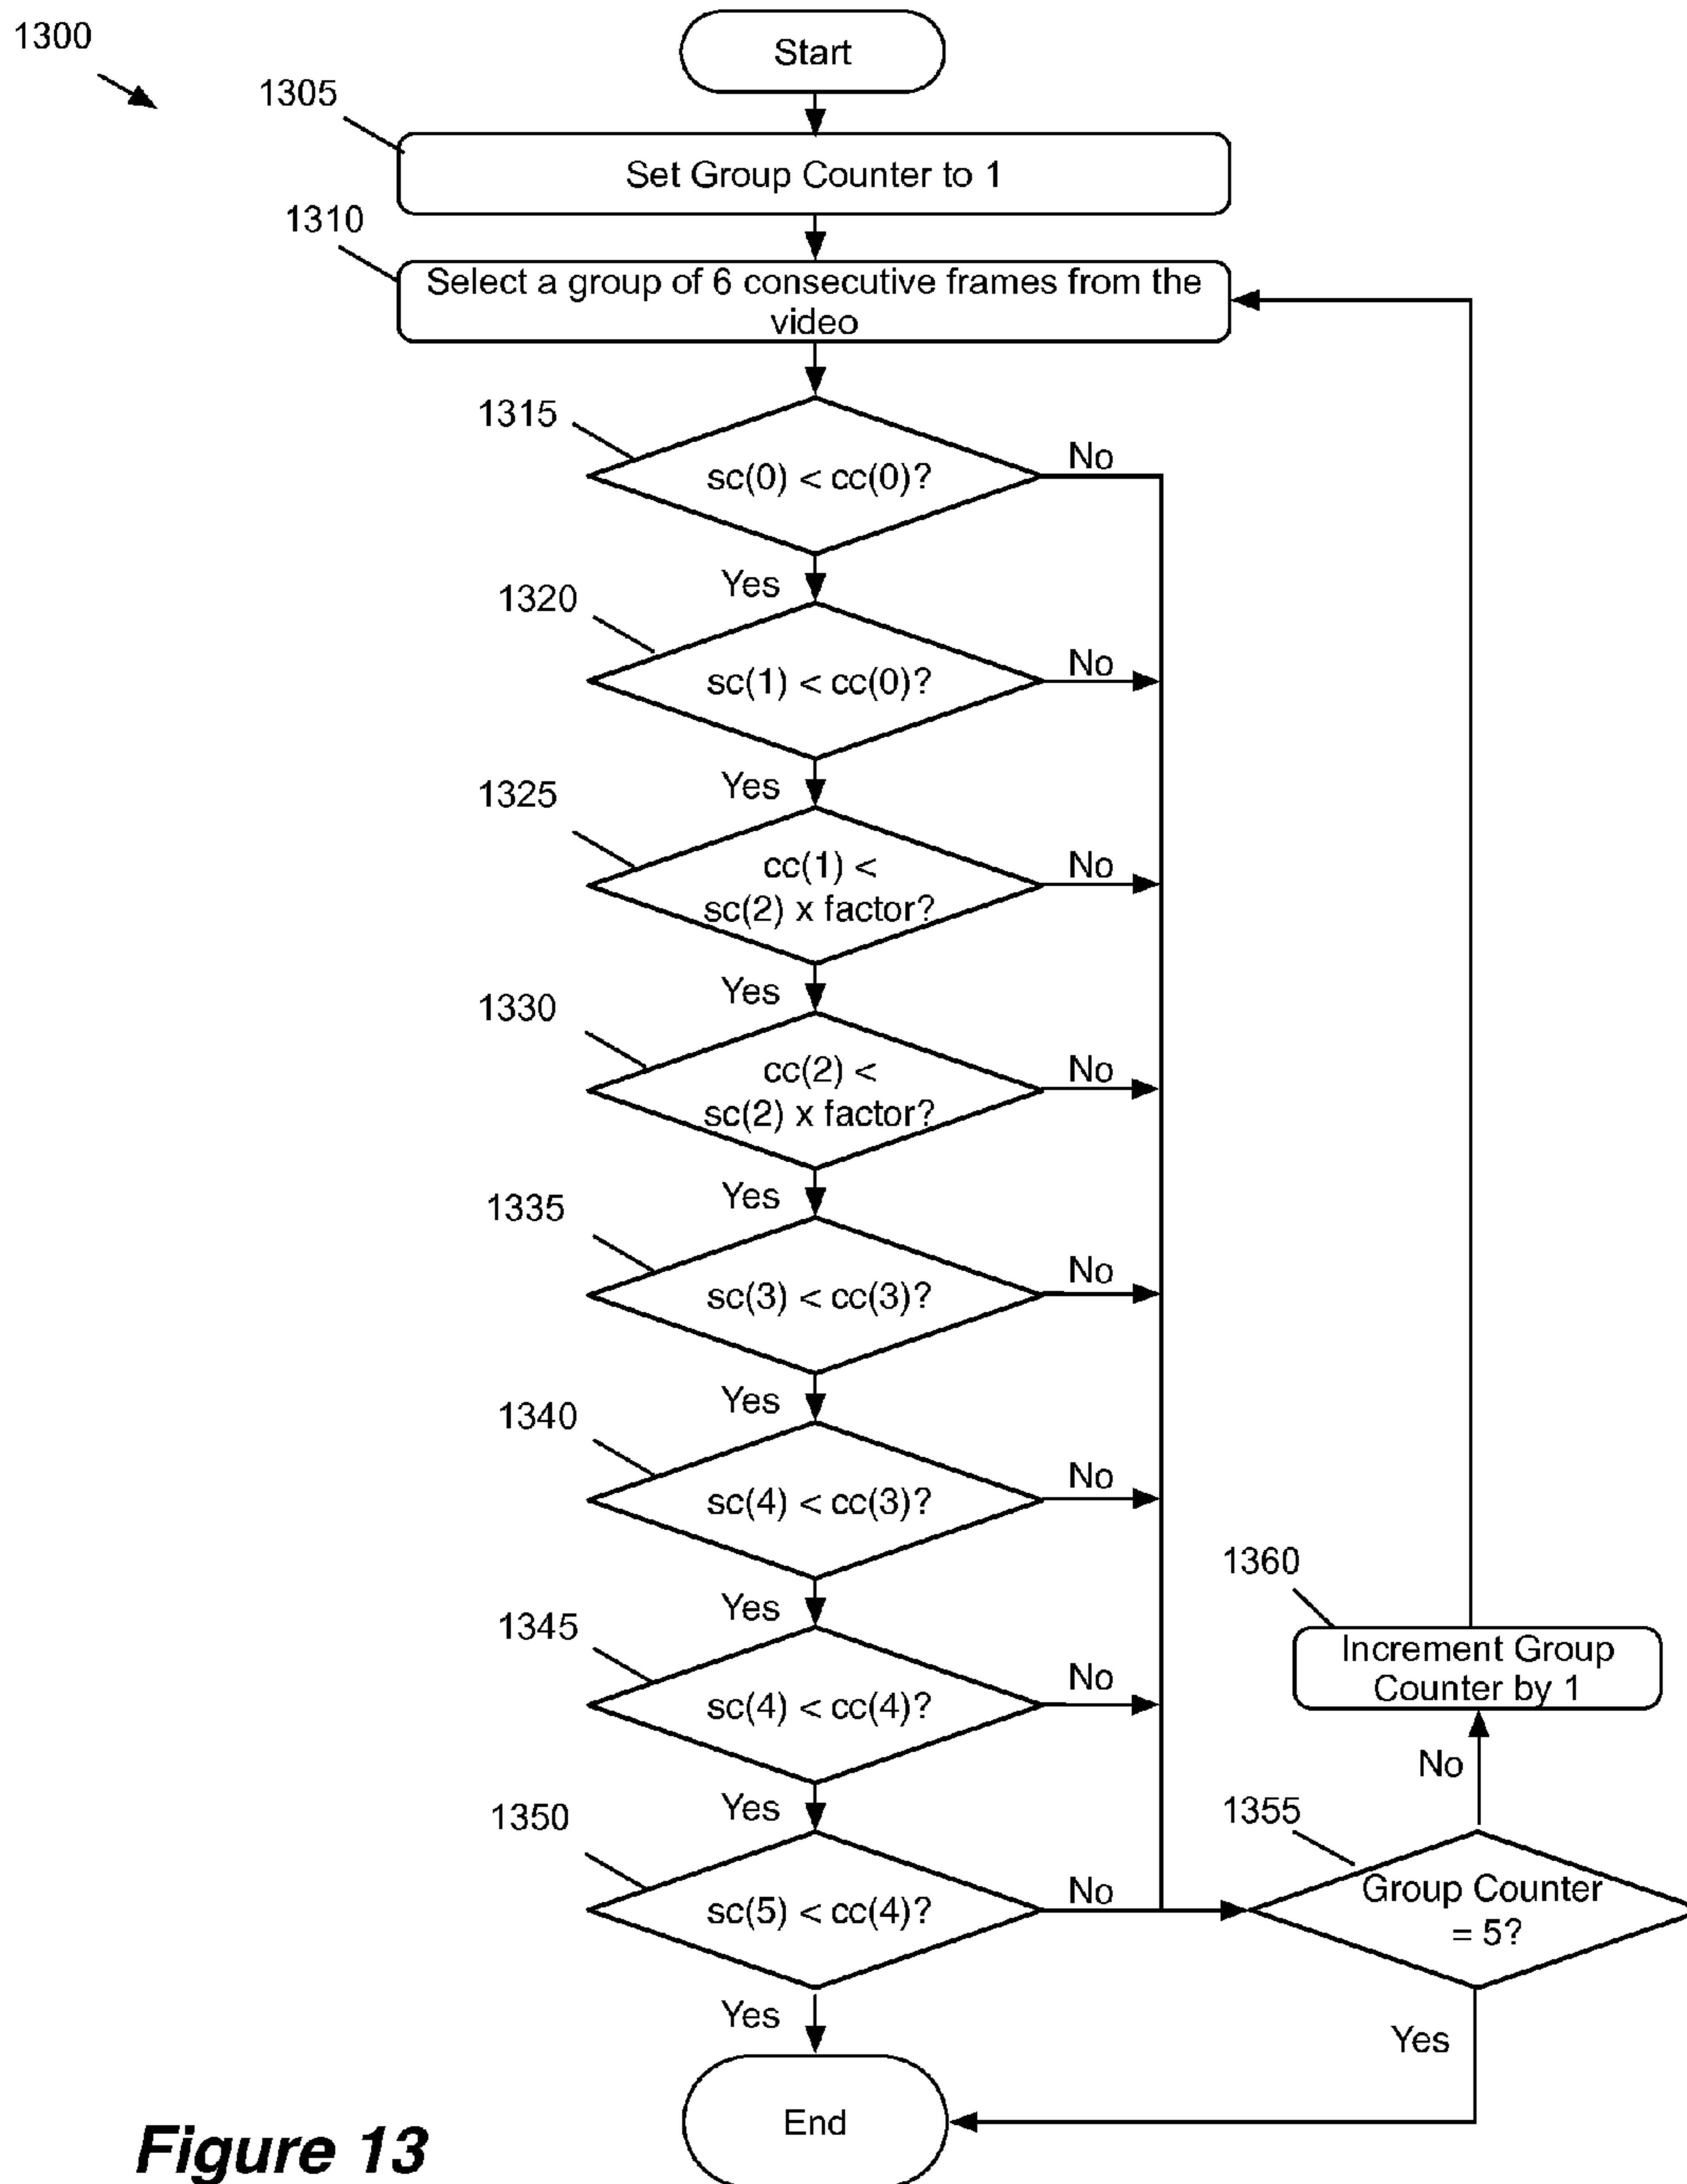 1300
Start
1305
Set Group Counter to 1
1310
Select a group of 6 consecutive frames from the
video
1315
sc(0) < cc(0)?
No
Yes
1320
sc(1) < cc(0)?
No
Yes
1325
cc(1) <
sc(2) x factor?
No
Yes
1330
cc(2) <
sc(2) x factor?
No
Yes
1335
sc(3) < cc(3)?
No
Yes
1340
sc(4) < cc(3)?
No
Yes
1345
sc(4) < cc(4)?
No
Yes
1350
sc(5) < cc(4)?
No
Yes
1360
Increment Group
Counter by 1
No
1355
Group Counter
= 5?
Yes
End
Figure 13